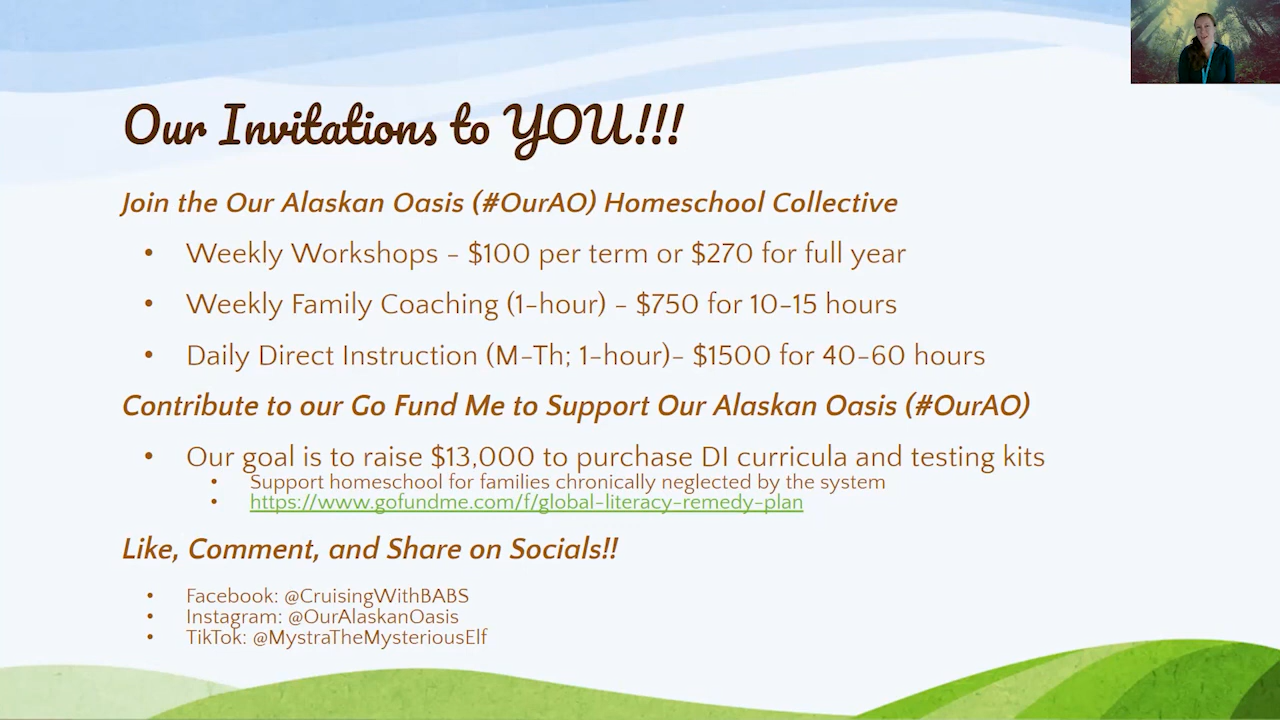 Our Invitations to YOU!!!
Join the Our Alaskan Oasis (#OurAO) Homeschool Collective
• Weekly Workshops – $100 per term or $270 for full year
• Weekly Family Coaching (1-hour) – $750 for 10-15 hours
• Daily Direct Instruction (M-Th; 1-hour)– $1500 for 40-60 hours
Contribute to our Go Fund Me to Support Our Alaskan Oasis (#OurAO)
• Our goal is to raise $13,000 to purchase DI curricula and testing kits
• Support homeschool for families chronically neglected by the system
• https://www.gofundme.com/f/global-literacy-remedy-plan
Like, Comment, and Share on Socials!!
• Facebook: @CruisingWithBABS
• Instagram: @OurAlaskanOasis
• TikTok: @MystraTheMysteriousElf